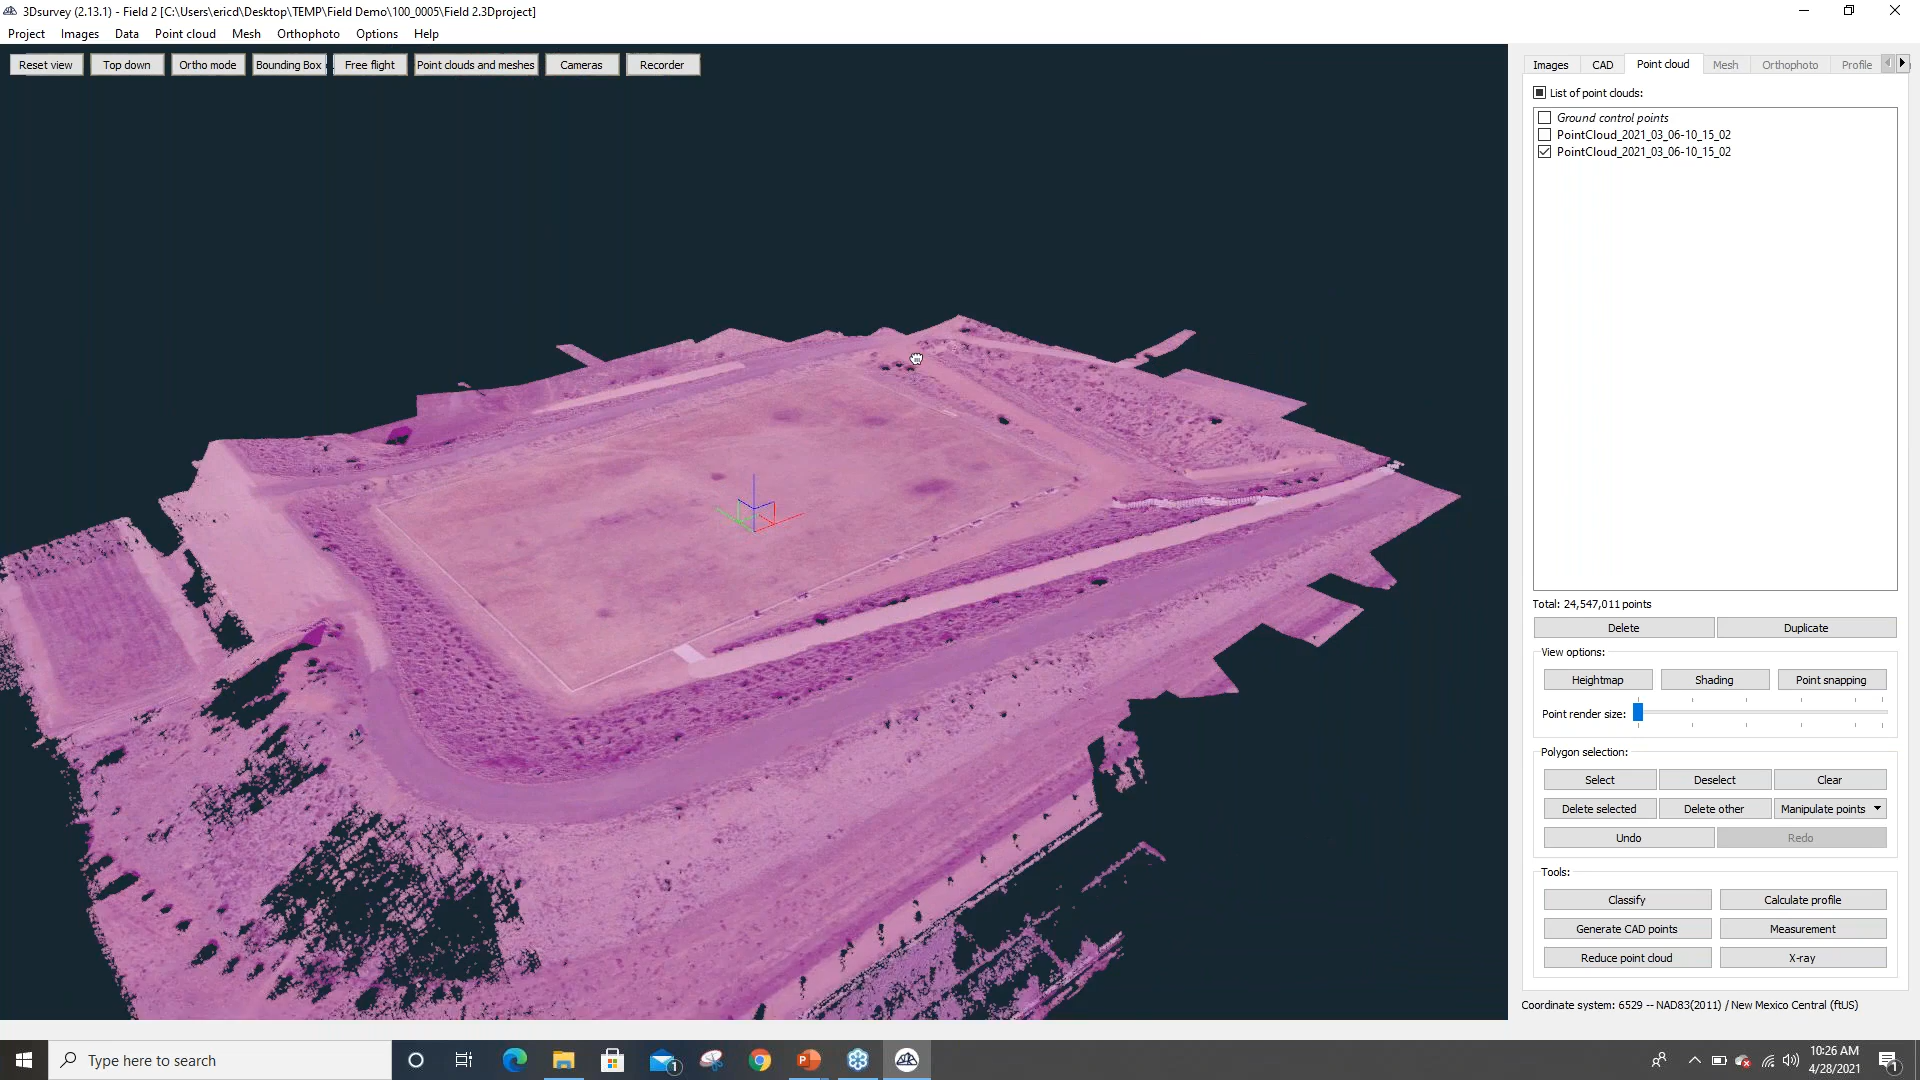 3Dsurvey (2.13.1) - Field 2 [C:\Users\ericd\Desktop\TEMP\Field Demo\100_0005\Field 2.3Dproject]
Project Images Data Point cloud Mesh Orthophoto Options Help
Reset view Top down Ortho mode Bounding Box Free flight Point clouds and meshes Cameras Recorder
Images CAD Point cloud Mesh Orthophoto Profile
List of point clouds:
Ground control points
PointCloud_2021_03_06-10_15_02
PointCloud_2021_03_06-10_15_02
Total: 24,547,011 points
Delete Duplicate
View options:
Heightmap Shading Point snapping
Point render size:
Polygon selection:
Select Deselect Clear
Delete selected Delete other Manipulate points
Undo Redo
Tools:
Classify Calculate profile
Generate CAD points Measurement
Reduce point cloud X-ray
Coordinate system: 6529 -- NAD83(2011) / New Mexico Central (ftUS)
Type here to search
1
P
10:26 AM
4/28/2021
1